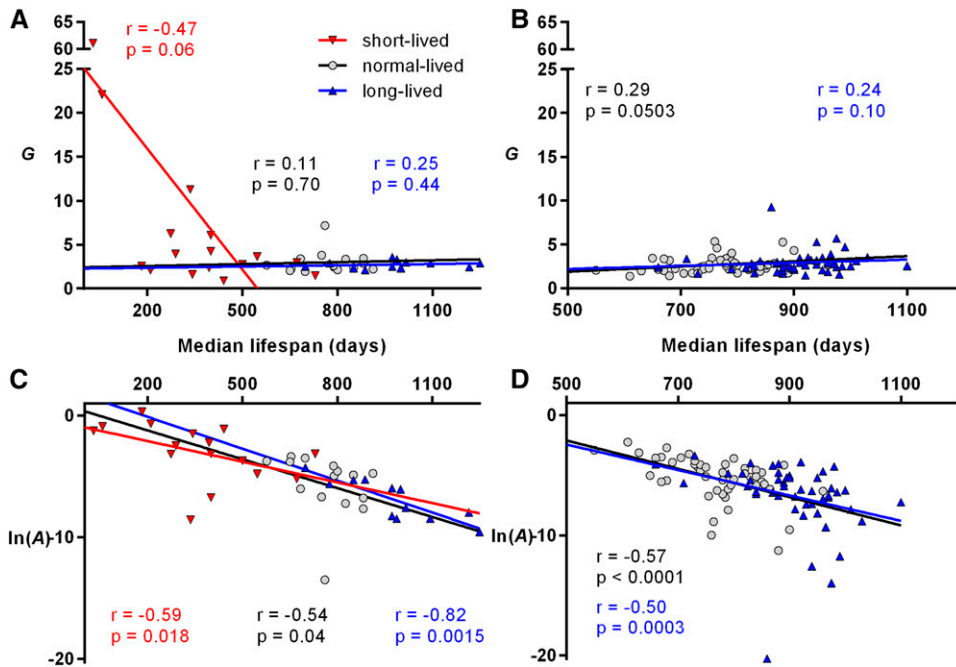 A
B
65
60
25
20
15
10
5
0
G
r = -0.47
p = 0.06
short-lived
normal-lived
long-lived
r = 0.11
p = 0.70
r = 0.25
p = 0.44
200
500
800
1100
Median lifespan (days)
65
60
25
20
15
10
5
0
G
r = 0.29
p = 0.0503
r = 0.24
p = 0.10
500
700
900
1100
Median lifespan (days)
C
200
500
800
1100
0
ln(A)-10
-20
r = -0.59
p = 0.018
r = -0.54
p = 0.04
r = -0.82
p = 0.0015
D
500
700
900
1100
0
ln(A)-10
-20
r = -0.57
p < 0.0001
r = -0.50
p = 0.0003